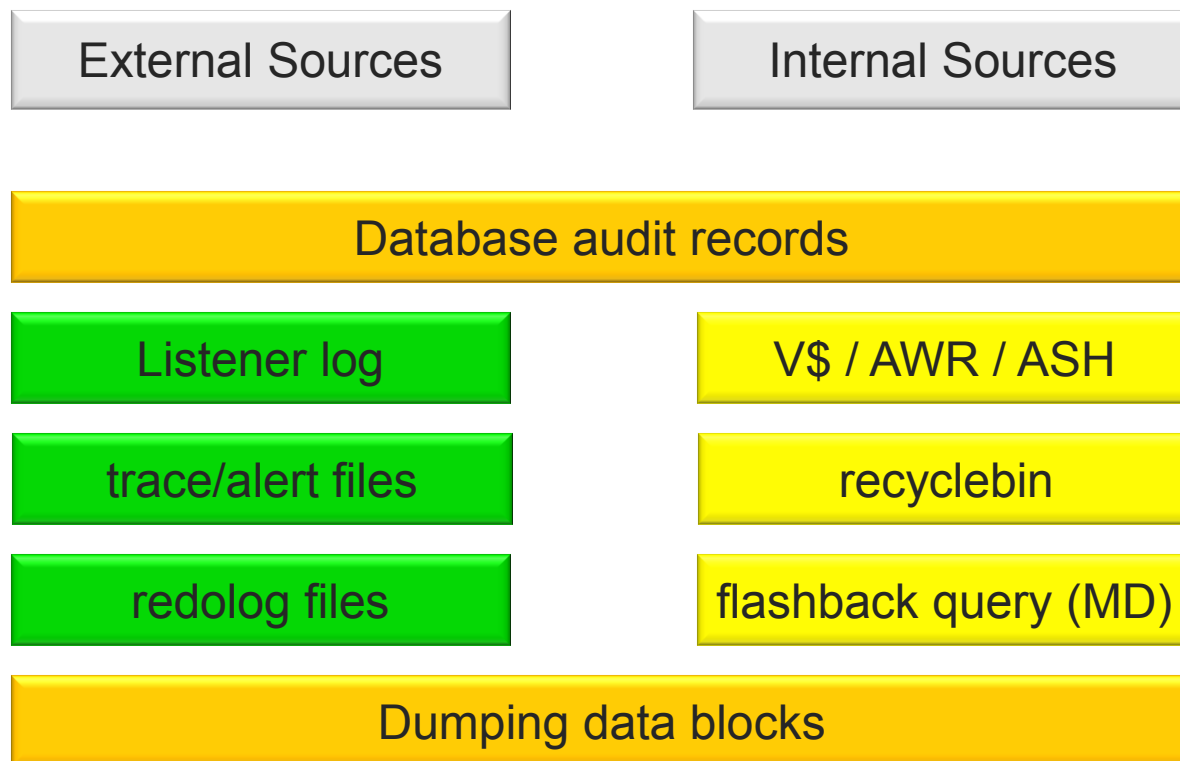 External Sources
Internal Sources
Database audit records
Listener log
V$ / AWR / ASH
trace/alert files
recyclebin
redolog files
flashback query (MD)
Dumping data blocks